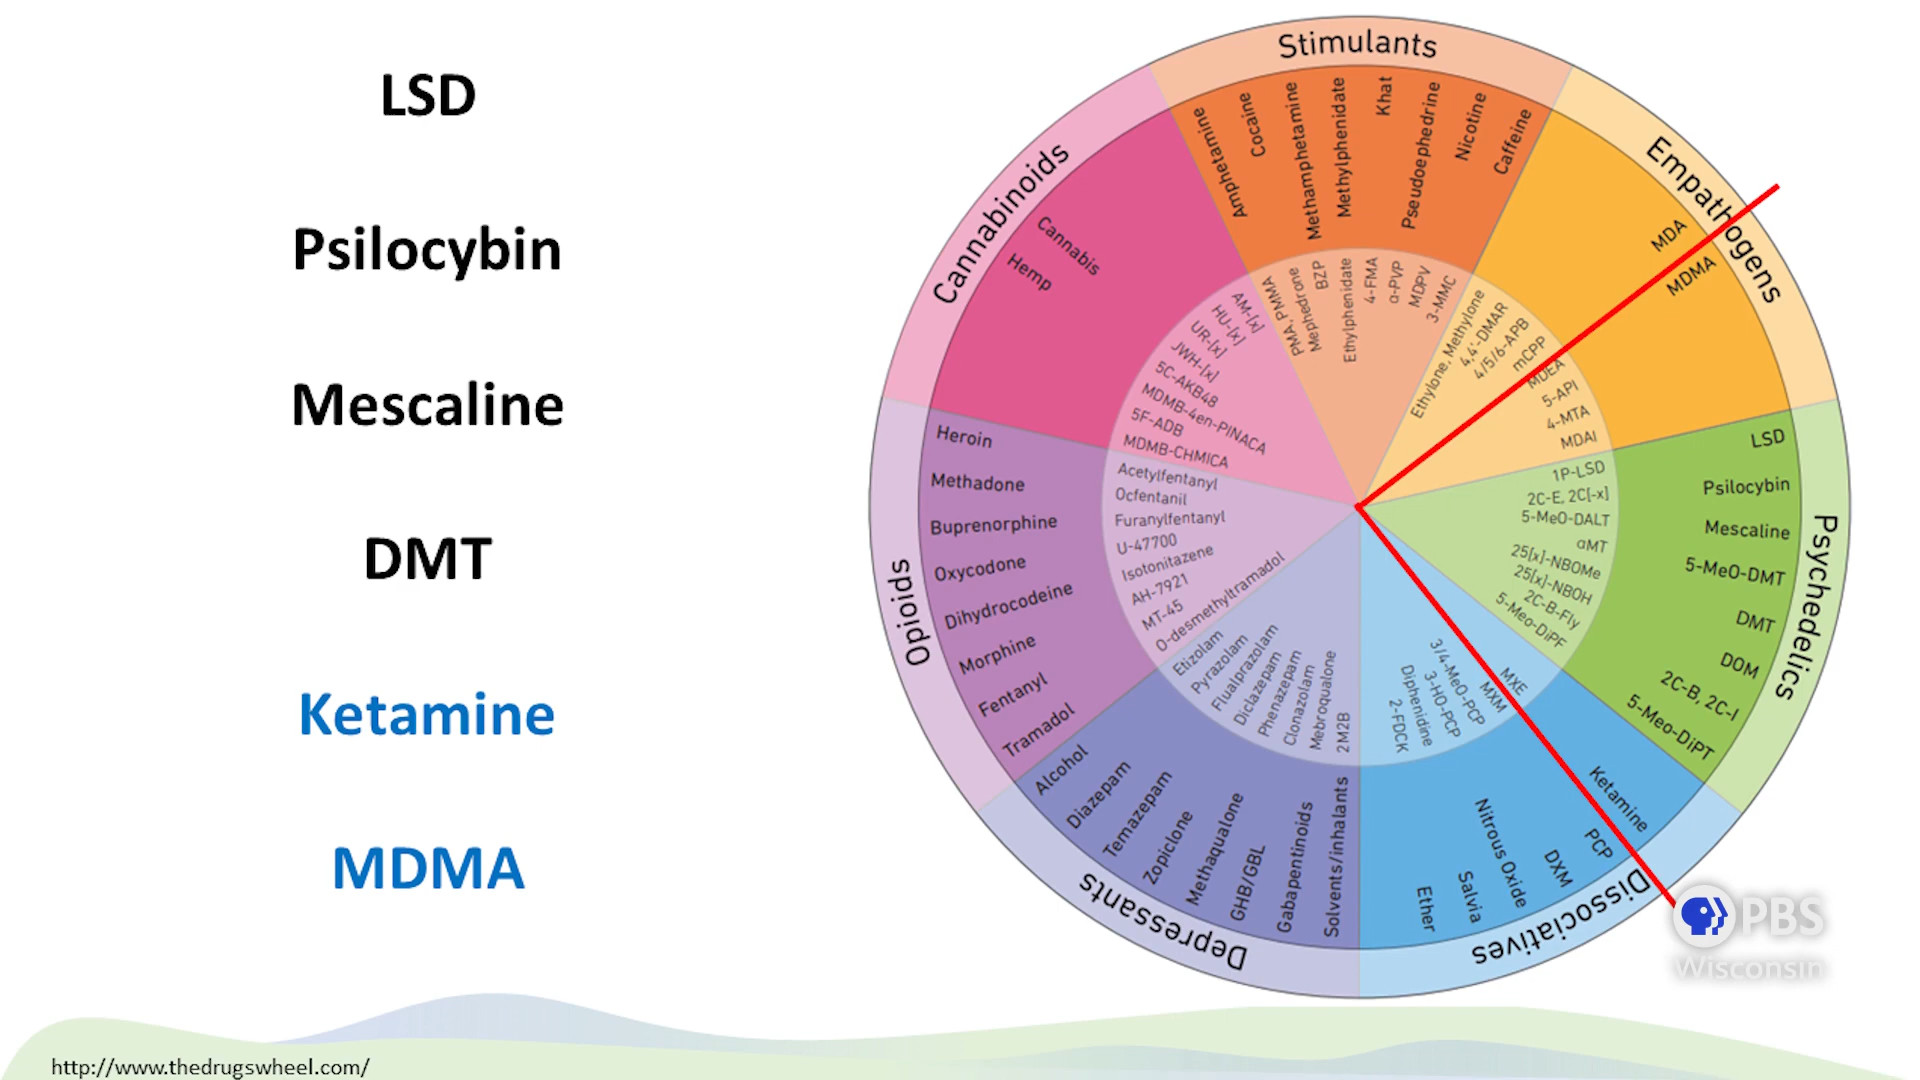 LSD
Psilocybin
Mescaline
DMT
Ketamine
MDMA
http://www.thedrugswheel.com/
Stimulants
Amphetamine
Cocaine
Methamphetamine
Methylphenidate
Khat
Pseudoephedrine
Nicotine
Caffeine
PMA, PMMA
Mephedrone
BZP
Ethylphenidate
4-FMA
α-PVP
MDPV
3-MMC
Empathogens
MDA
MDMA
Ethylone, Methylone
4,4'-DMAR
4/5/6-APB
mCPP
MDEA
5-API
4-MTA
MDAI
Psychedelics
LSD
Psilocybin
Mescaline
5-MeO-DMT
DMT
DOM
2C-B, 2C-I
5-Meo-DiPT
1P-LSD
2C-E, 2C[-x]
5-MeO-DALT
αMT
25[x]-NBOMe
25[x]-NBOH
2C-B-Fly
5-Meo-DiPF
Dissociatives
Ketamine
PCP
DXM
Nitrous Oxide
Salvia
Ether
MXE
MXM
3/4-MeO-PCP
3-HO-PCP
Diphenidine
2-FDCK
Depressants
Solvents/inhalants
Gabapentinoids
GHB/GBL
Methaqualone
Zopiclone
Temazepam
Diazepam
Alcohol
2M2B
Mebroqualone
Clonazolam
Phenazepam
Diclazepam
Flualprazolam
Pyrazolam
Etizolam
Opioids
Heroin
Methadone
Buprenorphine
Oxycodone
Dihydrocodeine
Morphine
Fentanyl
Tramadol
Acetylfentanyl
Ocfentanil
Furanylfentanyl
U-47700
Isotonitazene
AH-7921
MT-45
O-desmethyltramadol
Cannabinoids
Cannabis
Hemp
AM-[x]
HU-[x]
UR-[x]
JWH-[x]
5C-AKB48
MDMB-4en-PINACA
5F-ADB
MDMB-CHMICA
PBS
Wisconsin